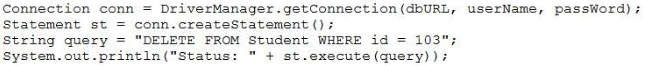 Connection conn = DriverManager.getConnection(dbURL, userName, passWord);
Statement st = conn.createStatement();
String query = "DELETE FROM Student WHERE id = 103";
System.out.println("Status: " + st.execute(query));